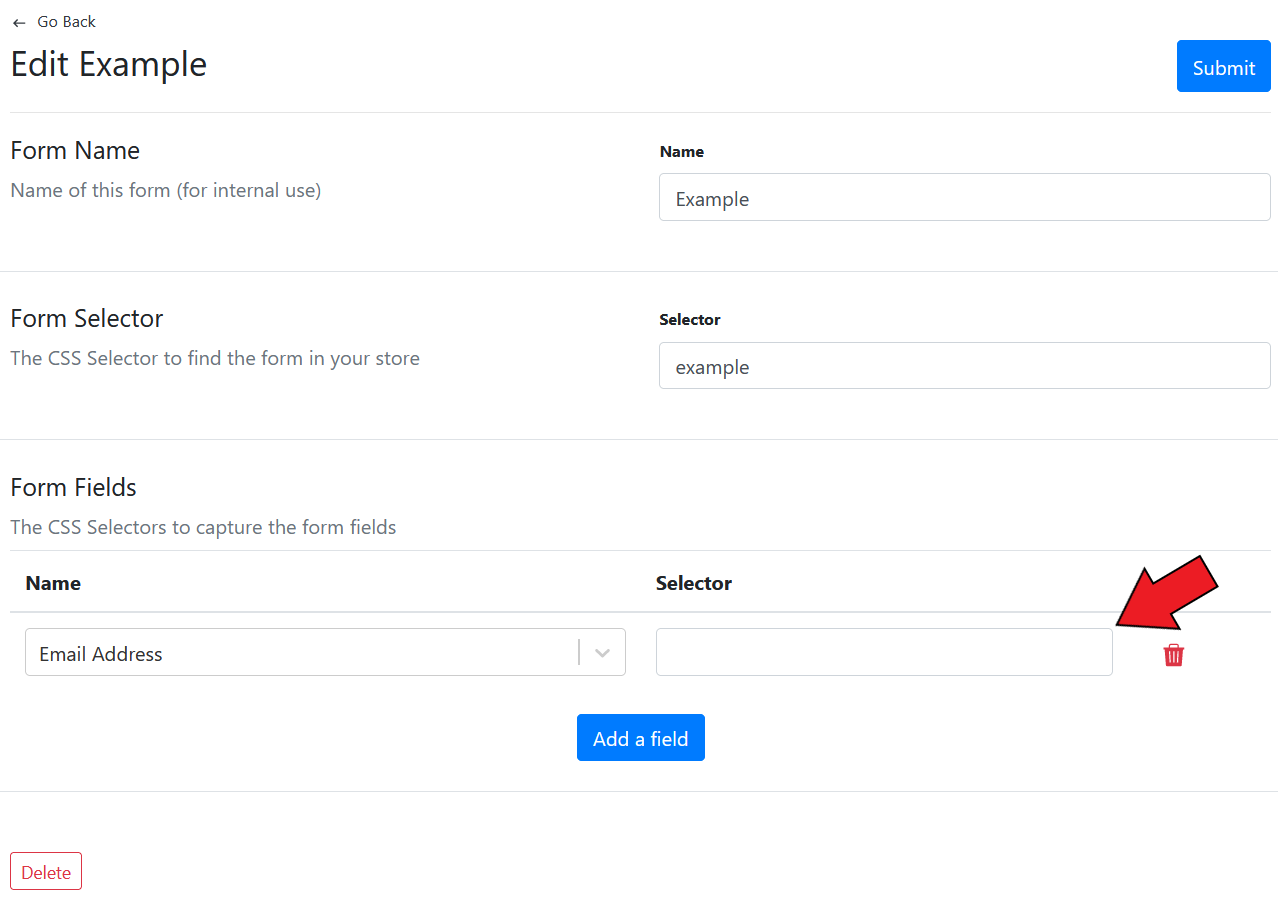 ← Go Back
Edit Example
Submit
Form Name
Name of this form (for internal use)
Name
Example
Form Selector
The CSS Selector to find the form in your store
Selector
example
Form Fields
The CSS Selectors to capture the form fields
Name Selector
Email Address
Add a field
Delete